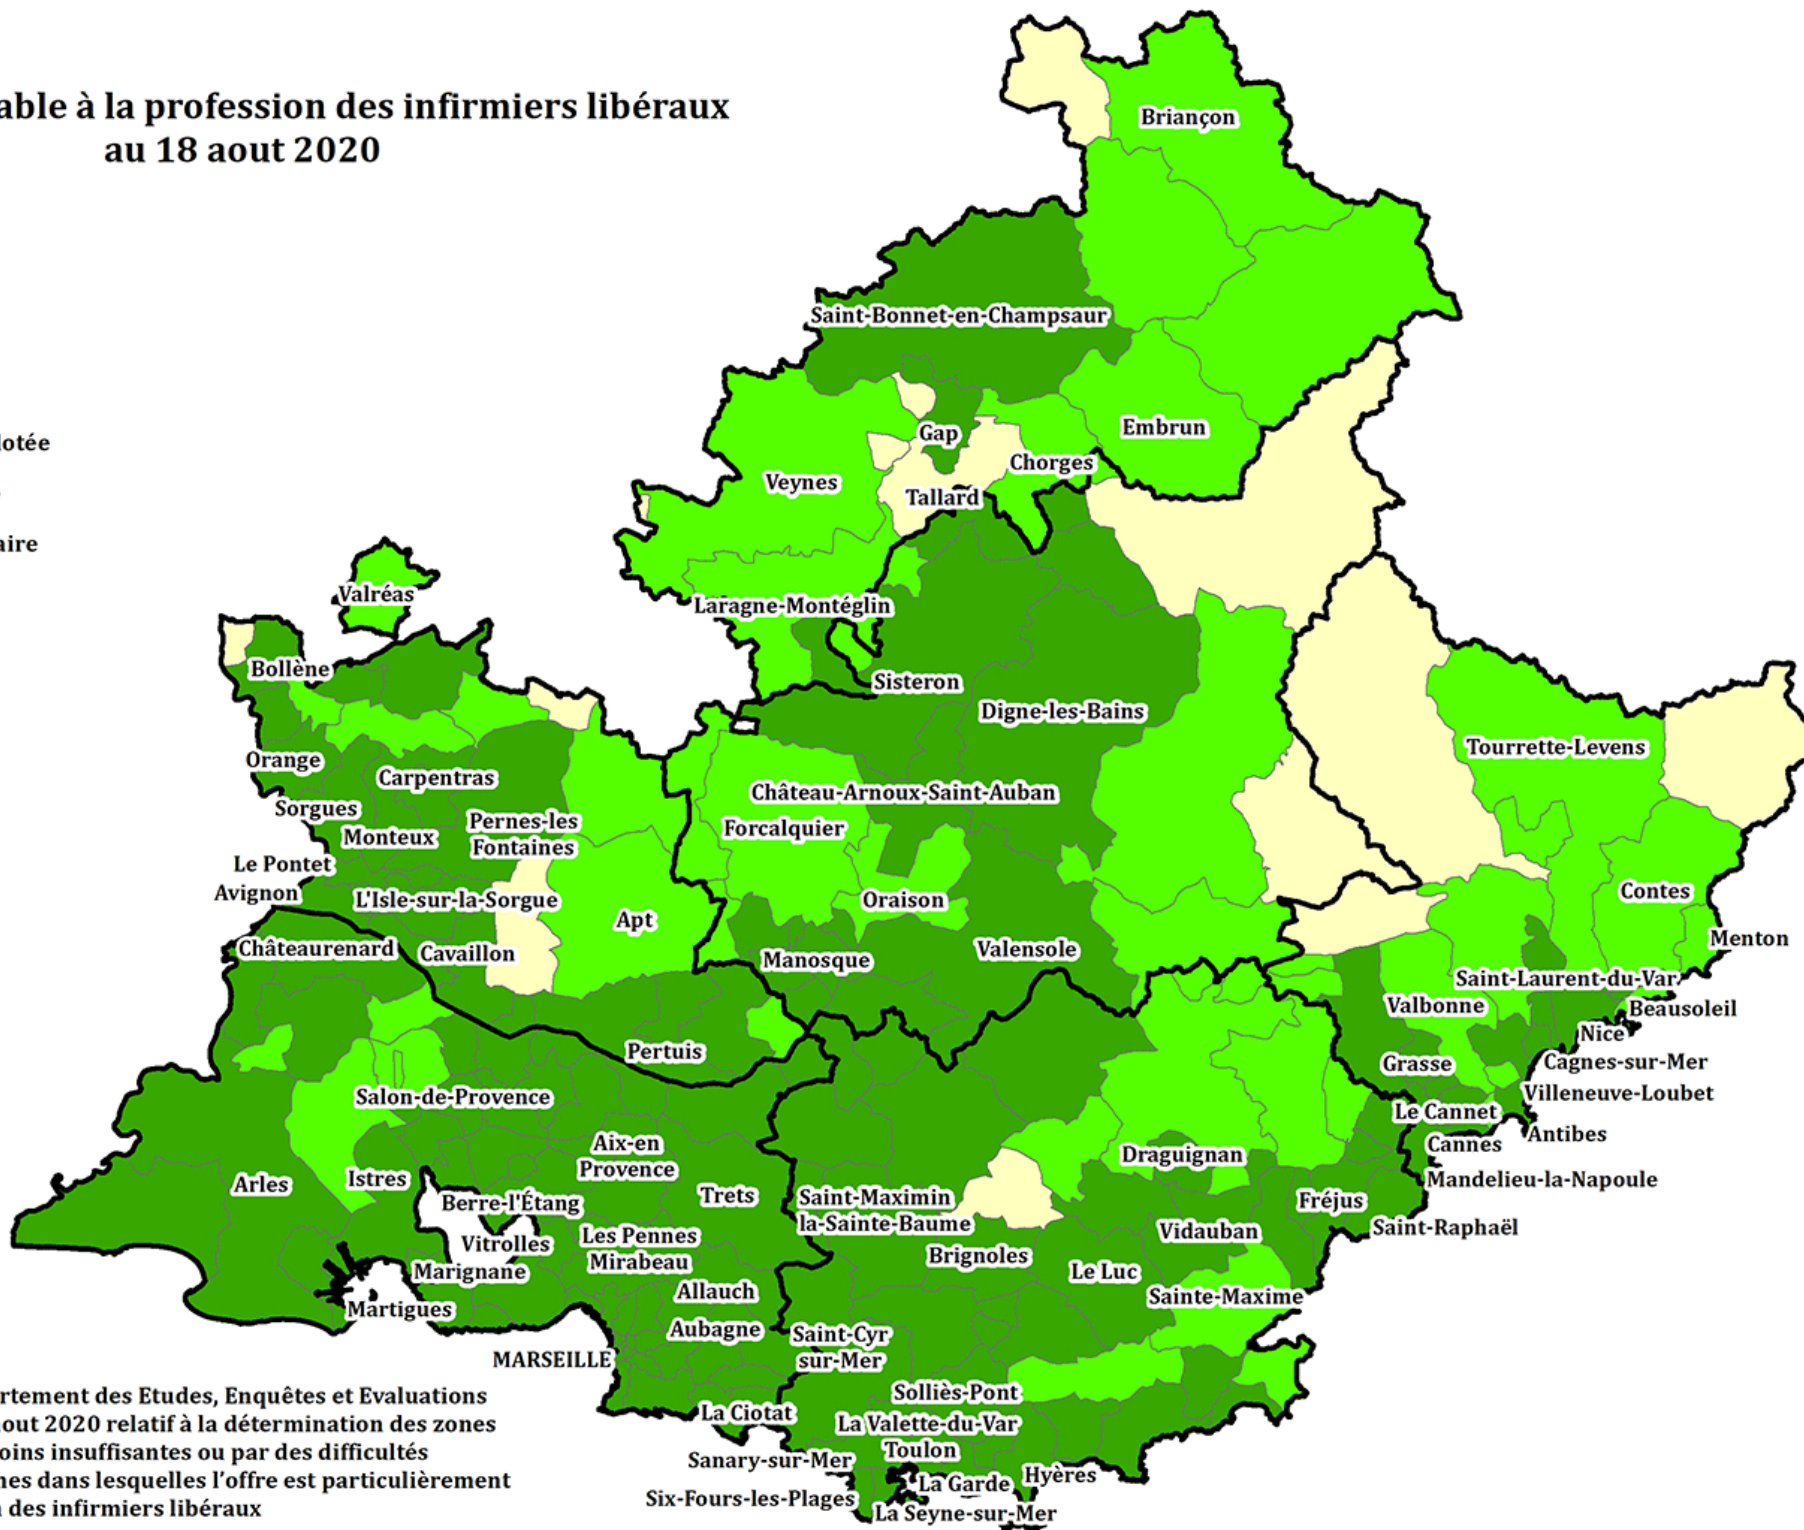 able à la profession des infirmiers libéraux
au 18 aout 2020
Briançon
Saint-Bonnet-en-Champsaur
Embrun
Gap
lotée
Chorges
Veynes
Tallard
aire
Valréas
Laragne-Montéglin
Bollène
Sisteron
Digne-les-Bains
Tourrette-Levens
Orange
Carpentras
Château-Arnoux-Saint-Auban
Sorgues
Pernes-les
Fontaines
Forcalquier
Monteux
Le Pontet
Avignon
L'Isle-sur-la-Sorgue
Oraison
Contes
Apt
Menton
Châteaurenard
Cavaillon
Manosque
Valensole
Saint-Laurent-du-Var
Valbonne
Beausoleil
Nice
Pertuis
Grasse
Cagnes-sur-Mer
Villeneuve-Loubet
Salon-de-Provence
Le Cannet
Antibes
Cannes
Aix-en
Provence
Draguignan
Istres
Mandelieu-la-Napoule
Arles
Trets
Saint-Maximin
la-Sainte-Baume
Fréjus
Berre-l'Étang
Saint-Raphaël
Vidauban
Les Pennes
Mirabeau
Vitrolles
Brignoles
Marignane
Le Luc
Allauch
Sainte-Maxime
Martigues
Aubagne
Saint-Cyr
sur-Mer
MARSEILLE
rtement des Etudes, Enquêtes et Evaluations
out 2020 relatif à la détermination des zones
oins insuffisantes ou par des difficultés
nes dans lesquelles l'offre est particulièrement
des infirmiers libéraux
Solliès-Pont
La Ciotat
La Valette-du-Var
Toulon
Sanary-sur-Mer
Hyères
La Garde
Six-Fours-les-Plages
La Seyne-sur-Mer